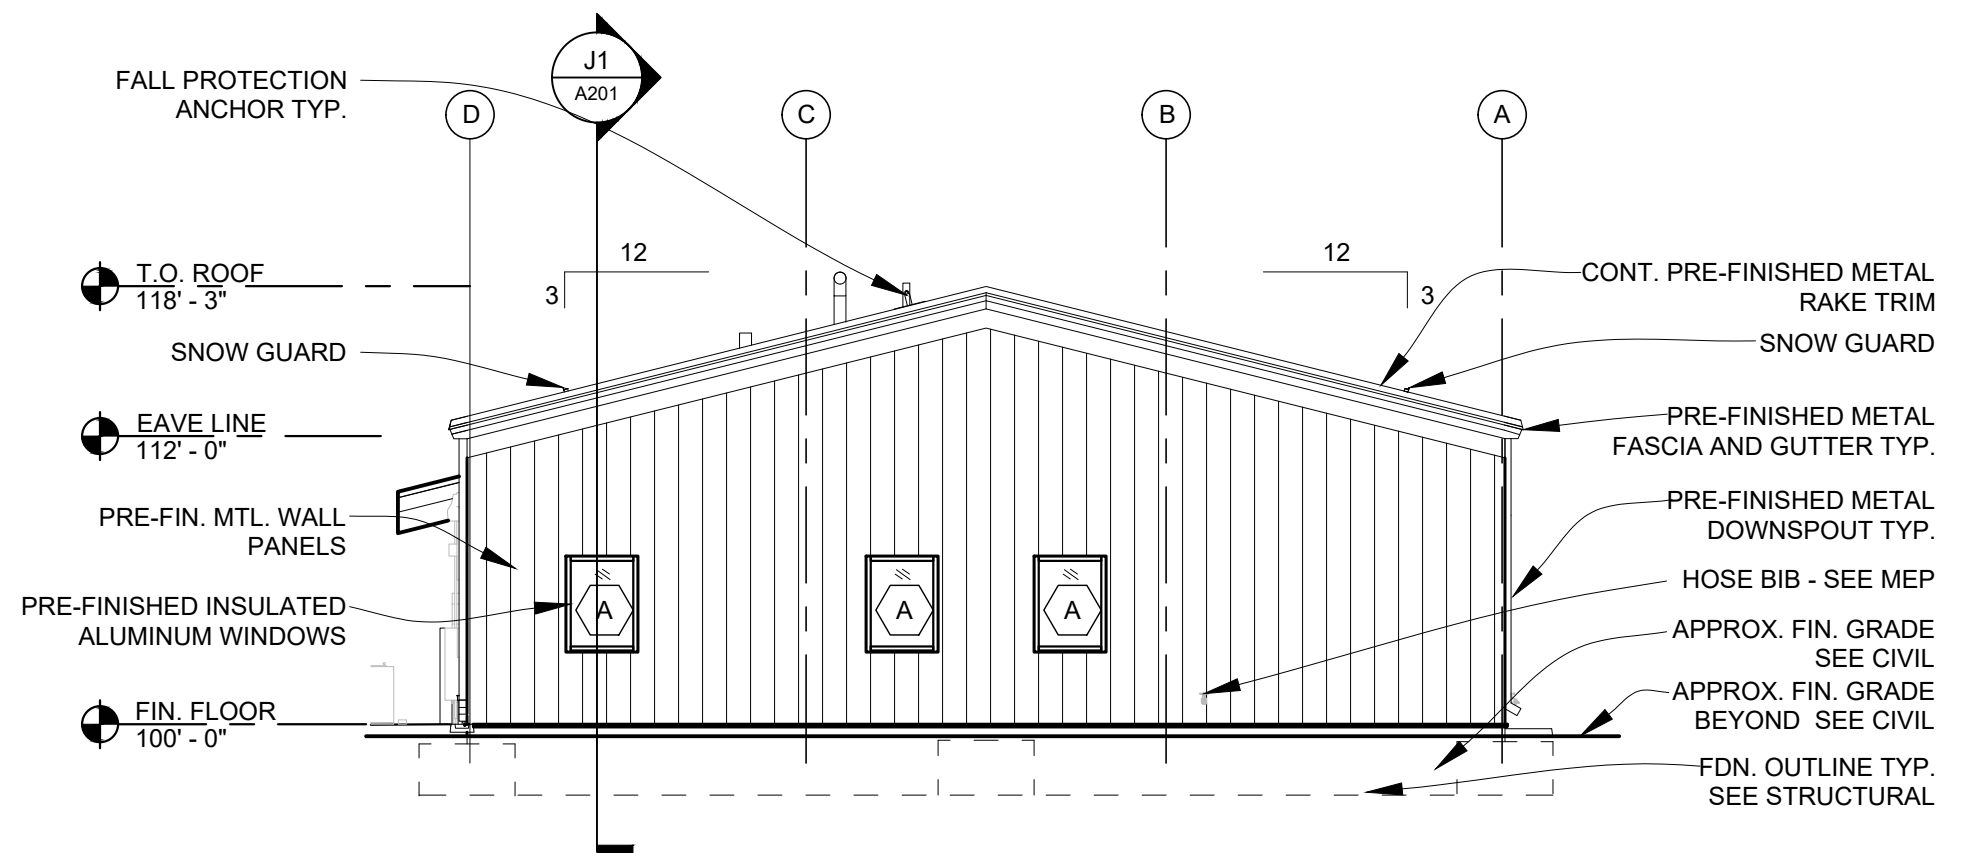 FALL PROTECTION
ANCHOR TYP.
J1
A201
D
C
B
A
12
3
12
3
T.O. ROOF
118' - 3"
SNOW GUARD
EAVE LINE
112' - 0"
PRE-FIN. MTL. WALL
PANELS
PRE-FINISHED INSULATED
ALUMINUM WINDOWS
FIN. FLOOR
100' - 0"
A
A
A
CONT. PRE-FINISHED METAL
RAKE TRIM
SNOW GUARD
PRE-FINISHED METAL
FASCIA AND GUTTER TYP.
PRE-FINISHED METAL
DOWNSPOUT TYP.
HOSE BIB - SEE MEP
APPROX. FIN. GRADE
SEE CIVIL
APPROX. FIN. GRADE
BEYOND SEE CIVIL
FDN. OUTLINE TYP.
SEE STRUCTURAL